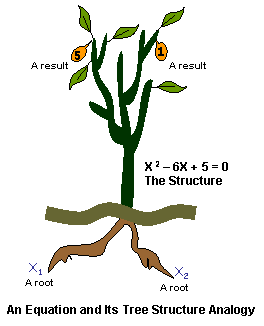 5
1
A result
A result
X ² – 6X + 5 = 0
The Structure
X₁
X₂
A root
A root
An Equation and Its Tree Structure Analogy